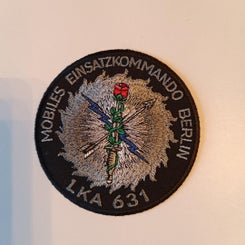 MOBILES EINSATZKOMMANDO BERLIN
LKA 631